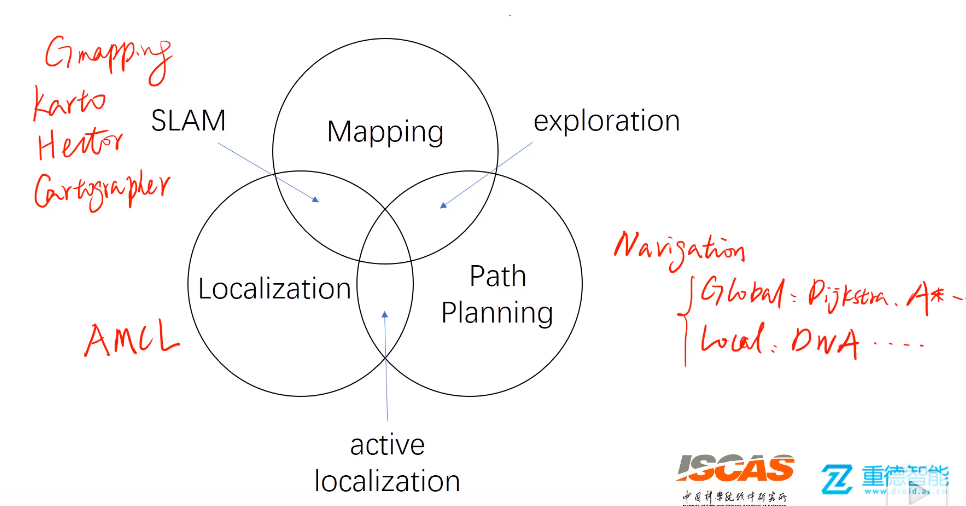 Gmapping
Karto
Hector
Cartographer
SLAM
Mapping
exploration
Localization
Path
Planning
AMCL
Navigation
Global: Dijkstra. A* --
Local: DWA .....
active
localization
ISCAS
中国科学院软件研究所
重德智能
www.droid.ac.cn